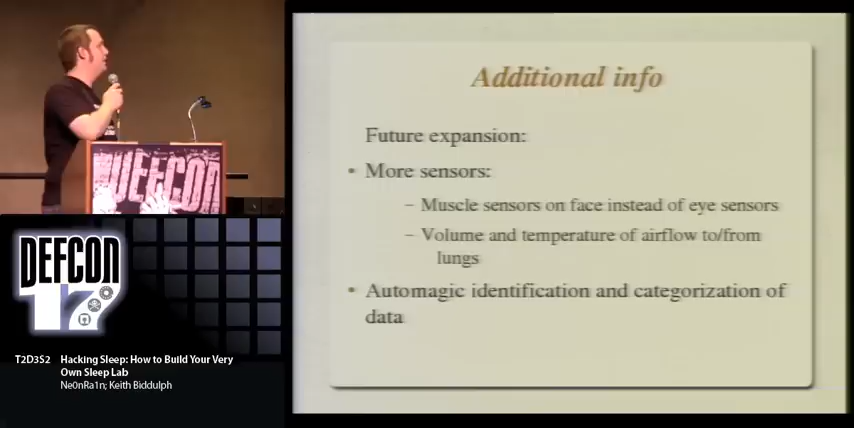 Additional info
Future expansion:
• More sensors:
– Muscle sensors on face instead of eye sensors
– Volume and temperature of airflow to/from
lungs
• Automagic identification and categorization of
data
DEFCON
DEFCON
17
T2D3S2 Hacking Sleep: How to Build Your Very
Own Sleep Lab
Ne0nRa1n; Keith Biddulph